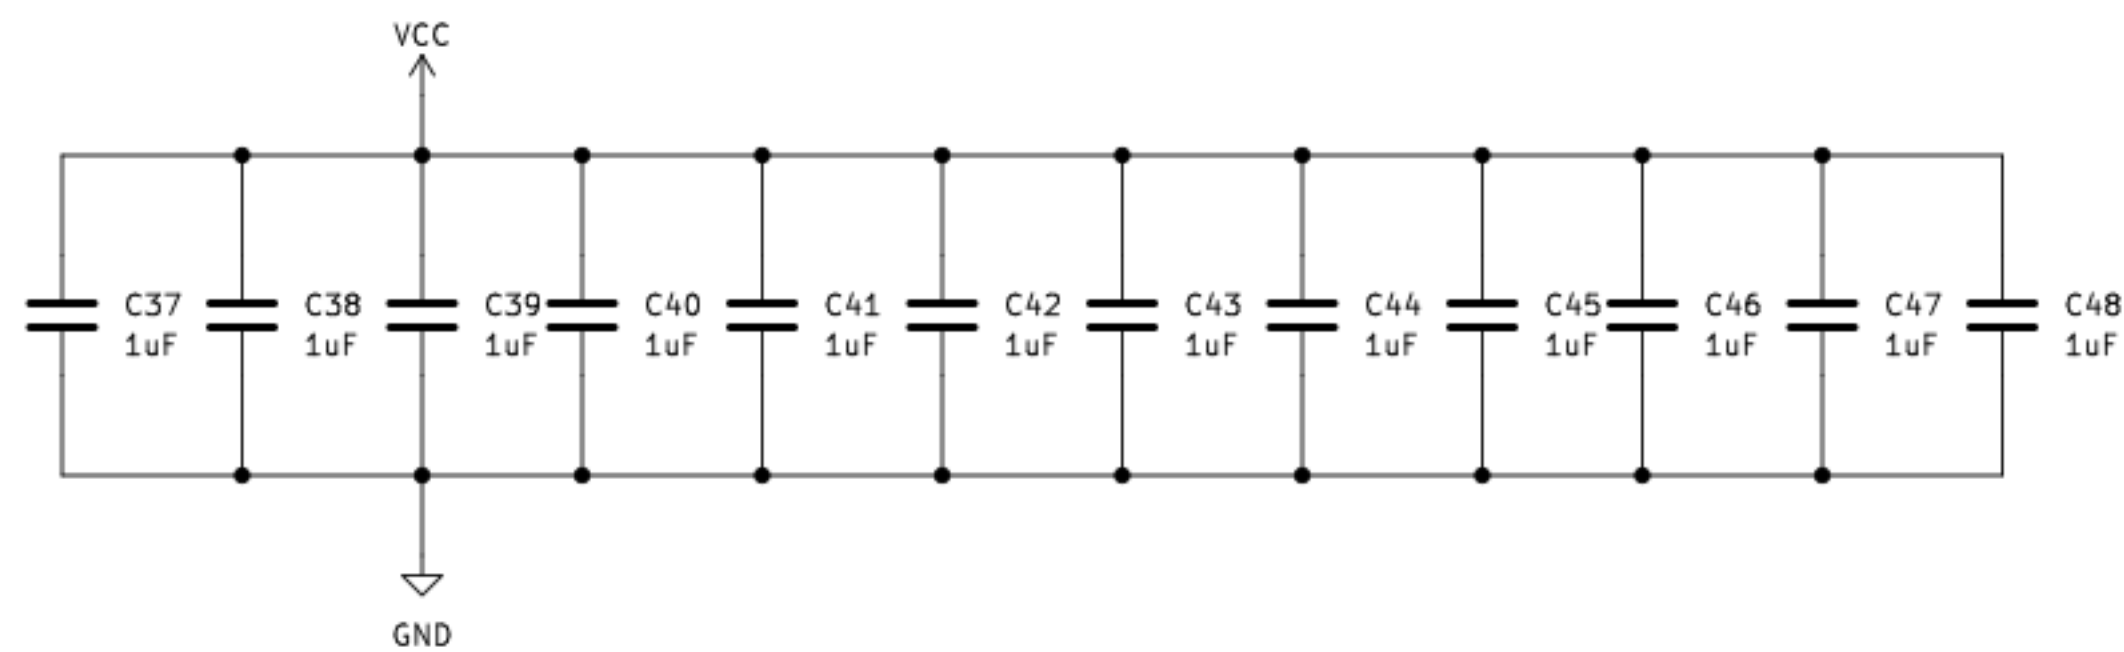 VCC
C37 C38 C39 C40 C41 C42 C43 C44 C45 C46 C47 C48
1uF 1uF 1uF 1uF 1uF 1uF 1uF 1uF 1uF 1uF 1uF 1uF
GND